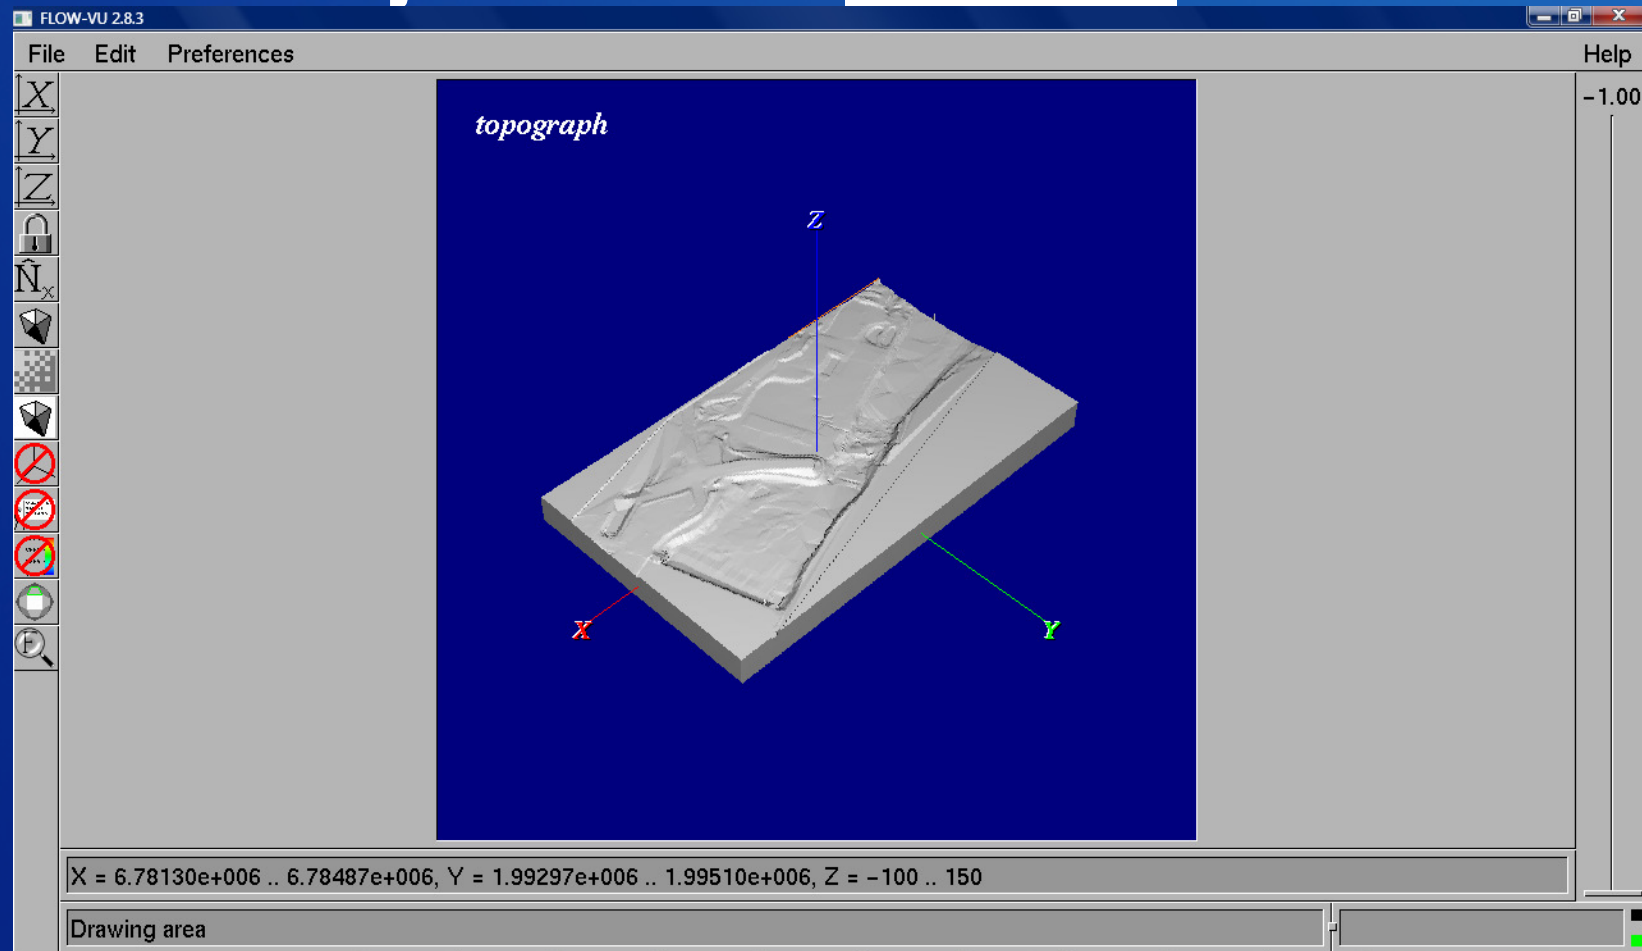 FLOW-VU 2.8.3
File Edit Preferences Help
X
−1.00
topograph
Y
Z
Z
N̂x
X
Y
F
X = 6.78130e+006 .. 6.78487e+006, Y = 1.99297e+006 .. 1.99510e+006, Z = −100 .. 150
Drawing area